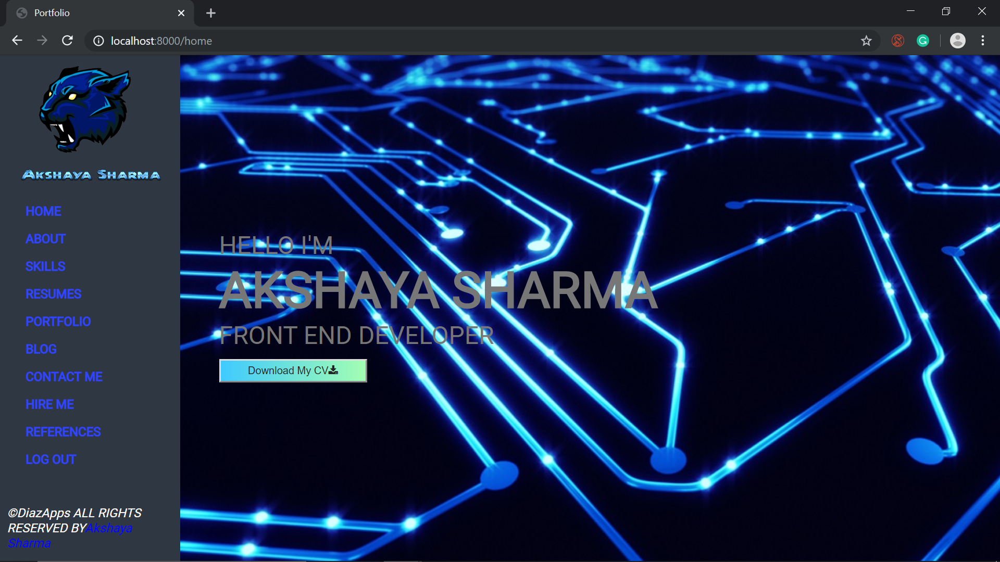 Portfolio
localhost:8000/home
AKSHAYA SHARMA
HOME
ABOUT
SKILLS
RESUMES
PORTFOLIO
BLOG
CONTACT ME
HIRE ME
REFERENCES
LOG OUT
©DiazApps ALL RIGHTS
RESERVED BYAkshaya
Sharma
HELLO I'M
AKSHAYA SHARMA
FRONT END DEVELOPER
Download My CV